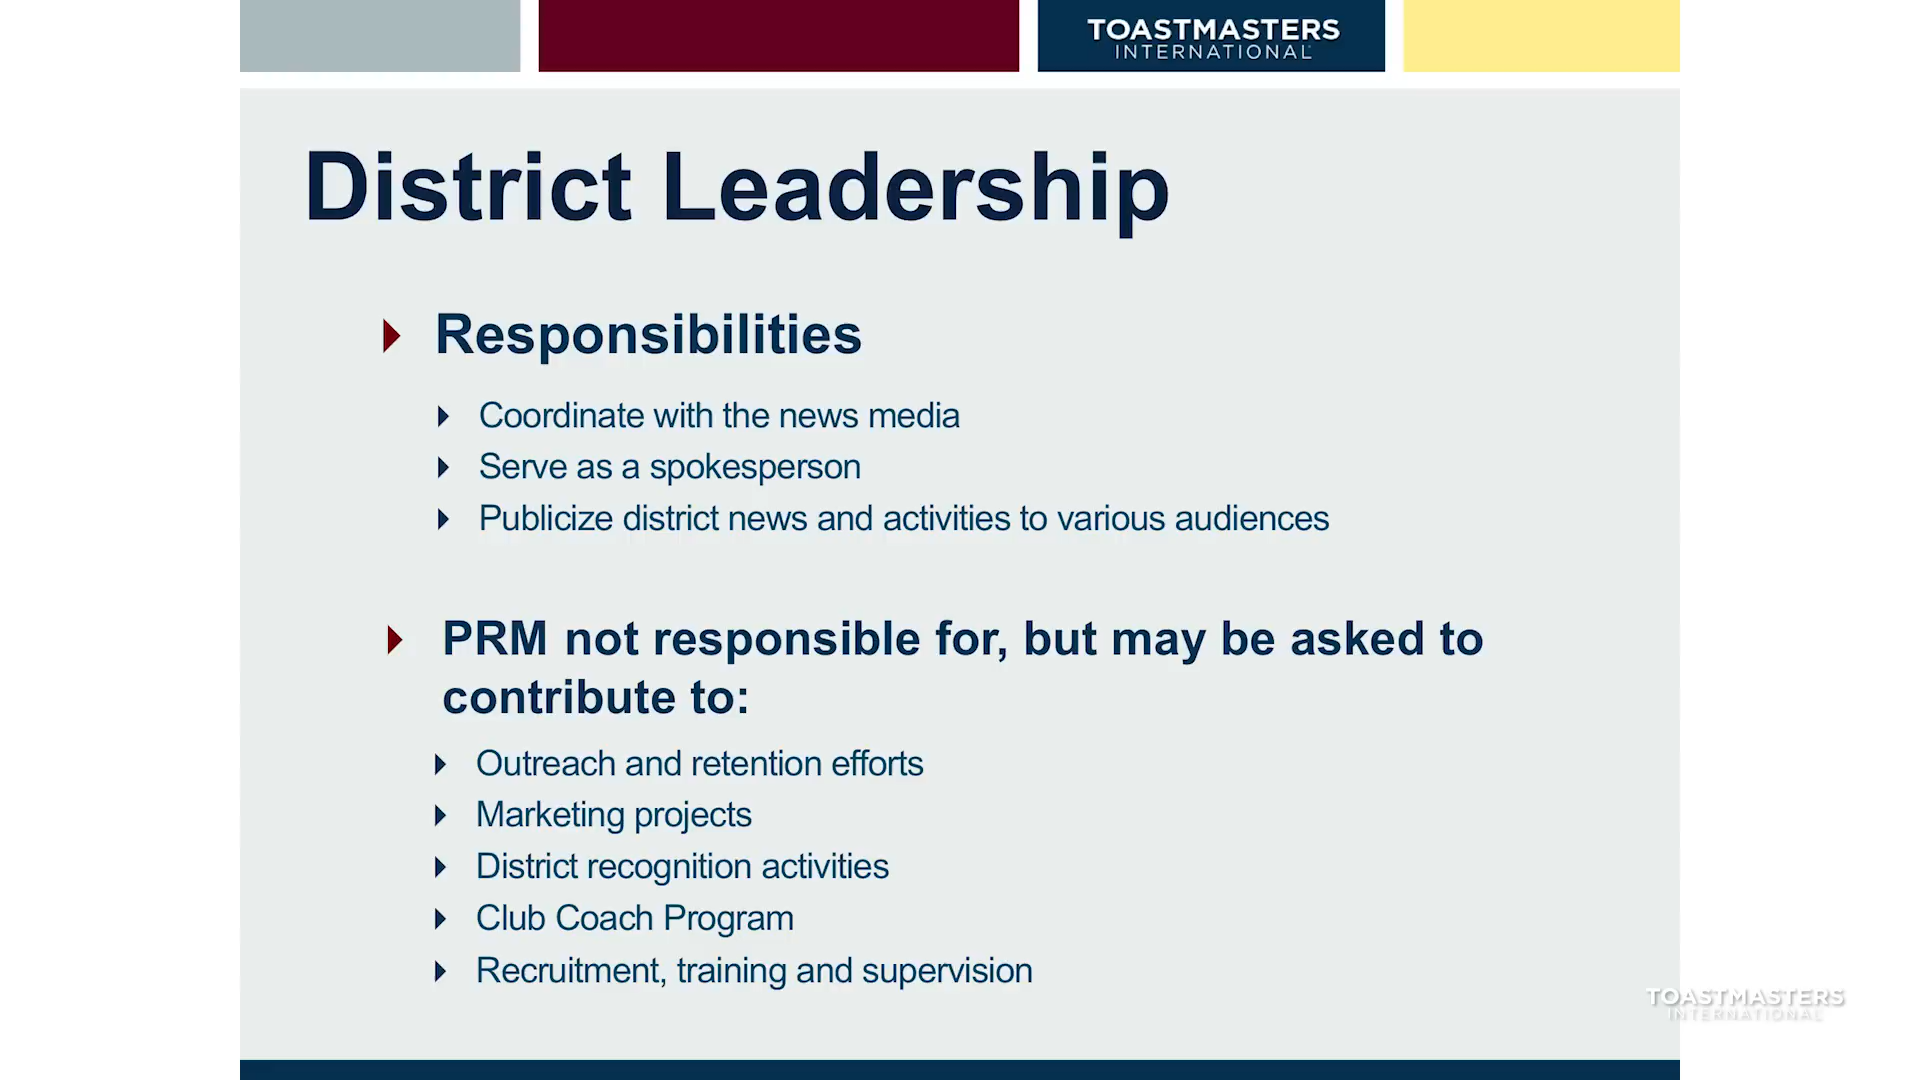 TOASTMASTERS
INTERNATIONAL
District Leadership
Responsibilities
Coordinate with the news media
Serve as a spokesperson
Publicize district news and activities to various audiences
PRM not responsible for, but may be asked to
contribute to:
Outreach and retention efforts
Marketing projects
District recognition activities
Club Coach Program
Recruitment, training and supervision
TOASTMASTERS
INTERNATIONAL